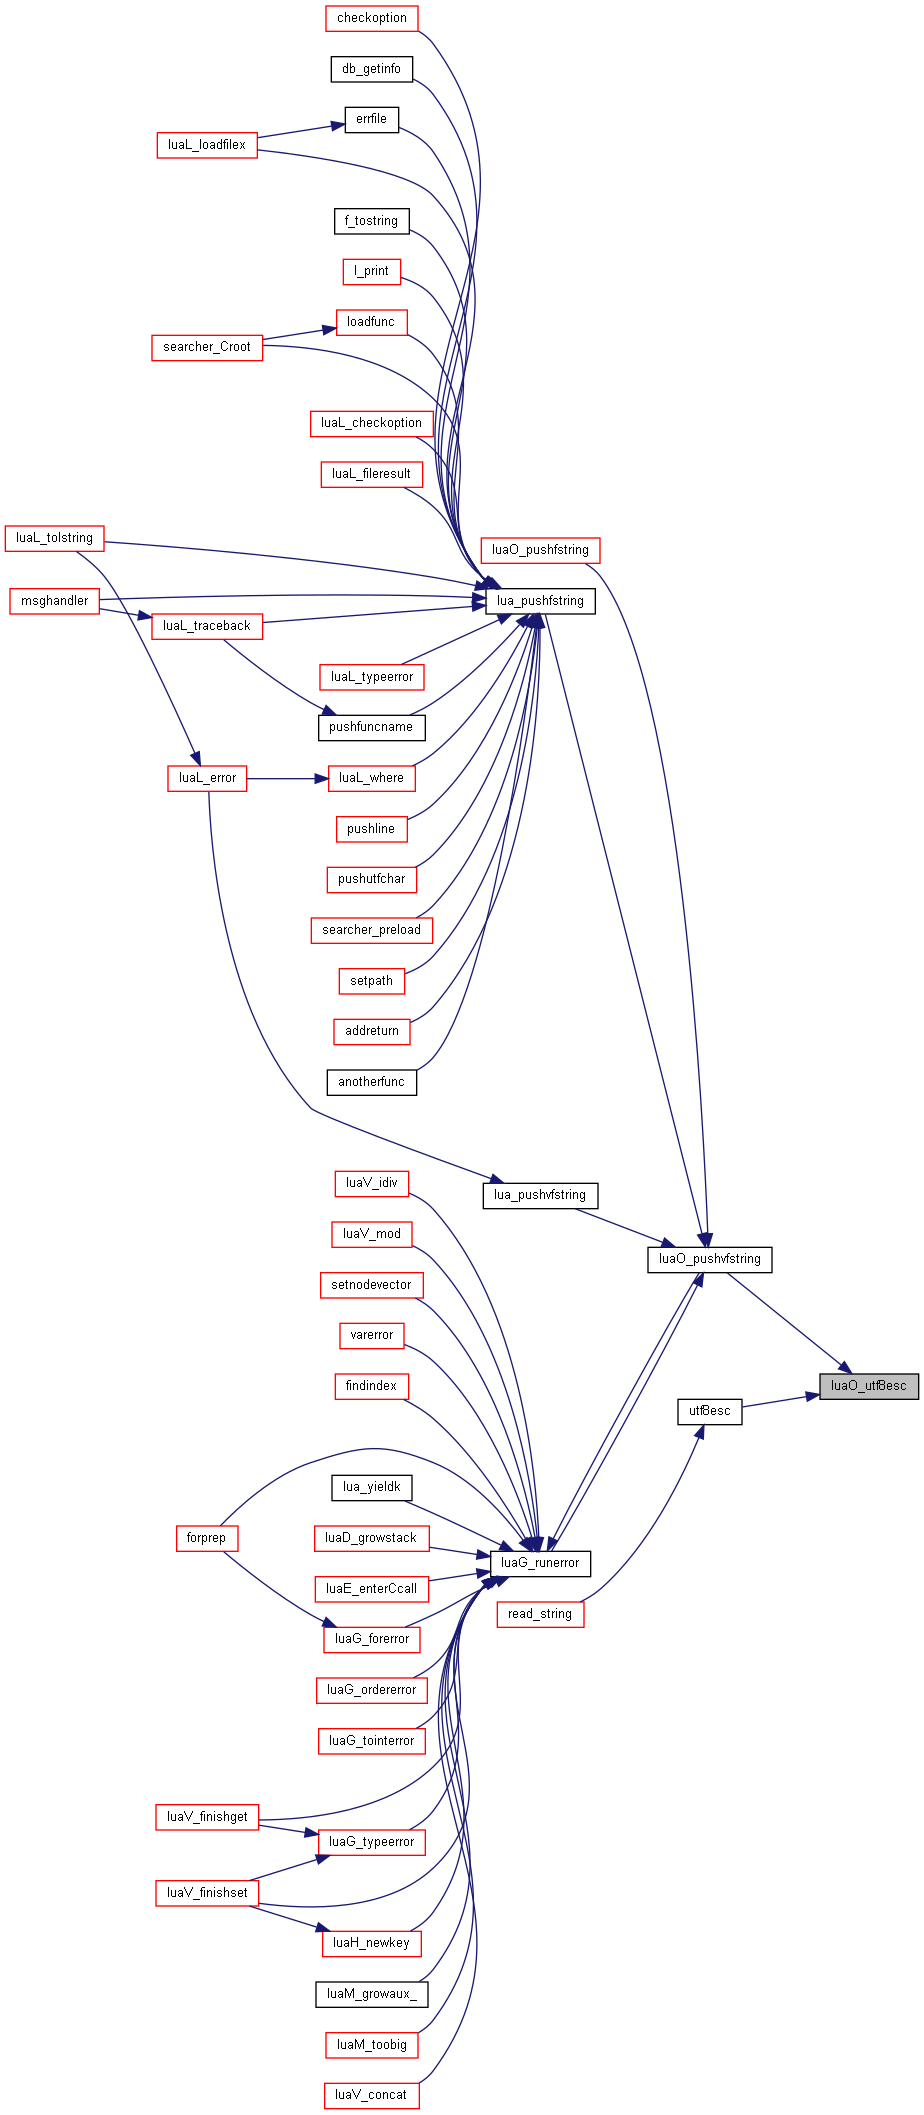 checkoption
db_getinfo
errfile
luaL_loadfilex
f_tostring
l_print
loadfunc
searcher_Croot
luaL_checkoption
luaL_fileresult
luaL_tolstring
luaO_pushfstring
msghandler
lua_pushfstring
luaL_traceback
luaL_typeerror
pushfuncname
luaL_error
luaL_where
pushline
pushutfchar
searcher_preload
setpath
addreturn
anotherfunc
luaV_idiv
lua_pushvfstring
luaV_mod
luaO_pushvfstring
setnodevector
varerror
findindex
luaO_utf8esc
utf8esc
lua_yieldk
forprep
luaD_growstack
luaG_runerror
luaE_enterCcall
read_string
luaG_forerror
luaG_ordererror
luaG_tointerror
luaV_finishget
luaG_typeerror
luaV_finishset
luaH_newkey
luaM_growaux_
luaM_toobig
luaV_concat